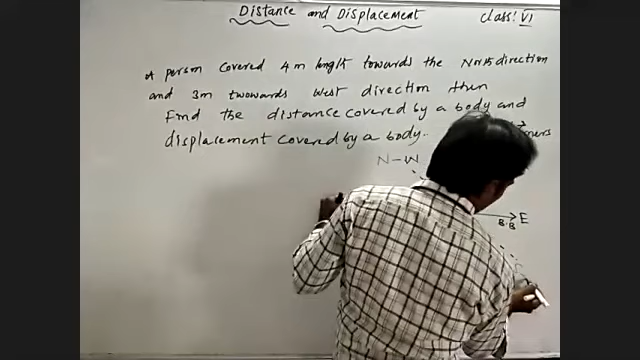 Distance and Displacement
Class: VI
A person covered 4m length towards the North direction
and 3m twowards West direction then
Find the distance covered by a body and
displacement covered by a body.
N-W
E
B.B